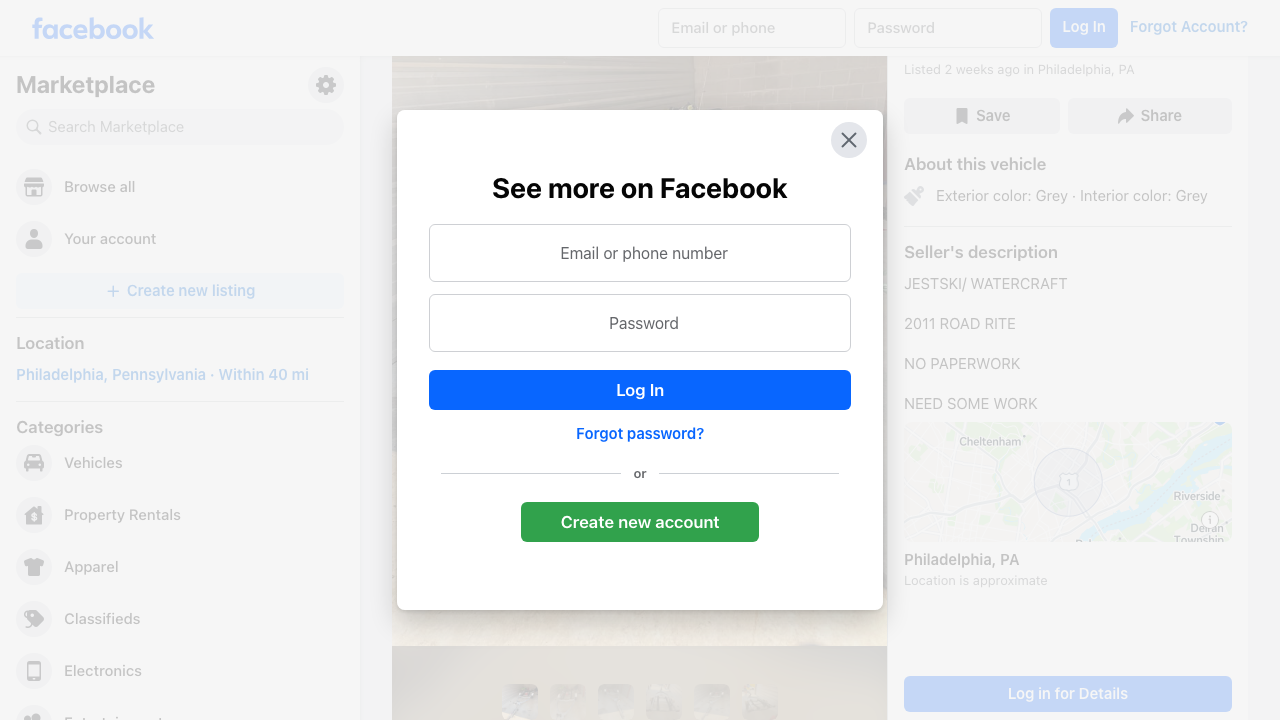 facebook
Email or phone
Password
Log In
Forgot Account?
Marketplace
Search Marketplace
Browse all
Your account
Create new listing
Location
Philadelphia, Pennsylvania · Within 40 mi
Categories
Vehicles
Property Rentals
Apparel
Classifieds
Electronics
See more on Facebook
Email or phone number
Password
Log In
Forgot password?
or
Create new account
Listed 2 weeks ago in Philadelphia, PA
Save
Share
About this vehicle
Exterior color: Grey · Interior color: Grey
Seller's description
JESTSKI/ WATERCRAFT
2011 ROAD RITE
NO PAPERWORK
NEED SOME WORK
Cheltenham
1
Riverside
Delran
Township
Philadelphia, PA
Location is approximate
Log in for Details